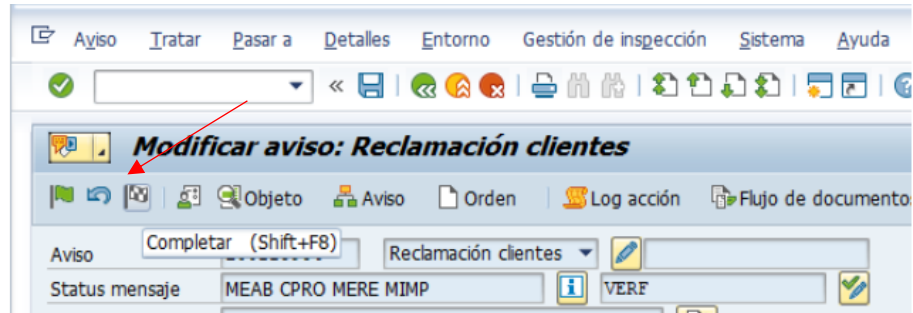 Aviso Tratar Pasar a Detalles Entorno Gestión de inspección Sistema Ayuda
Modificar aviso: Reclamación clientes
Objeto Aviso Orden Log acción Flujo de documento
Completar (Shift+F8)
Aviso Reclamación clientes
Status mensaje MEAB CPRO MERE MIMP VERF